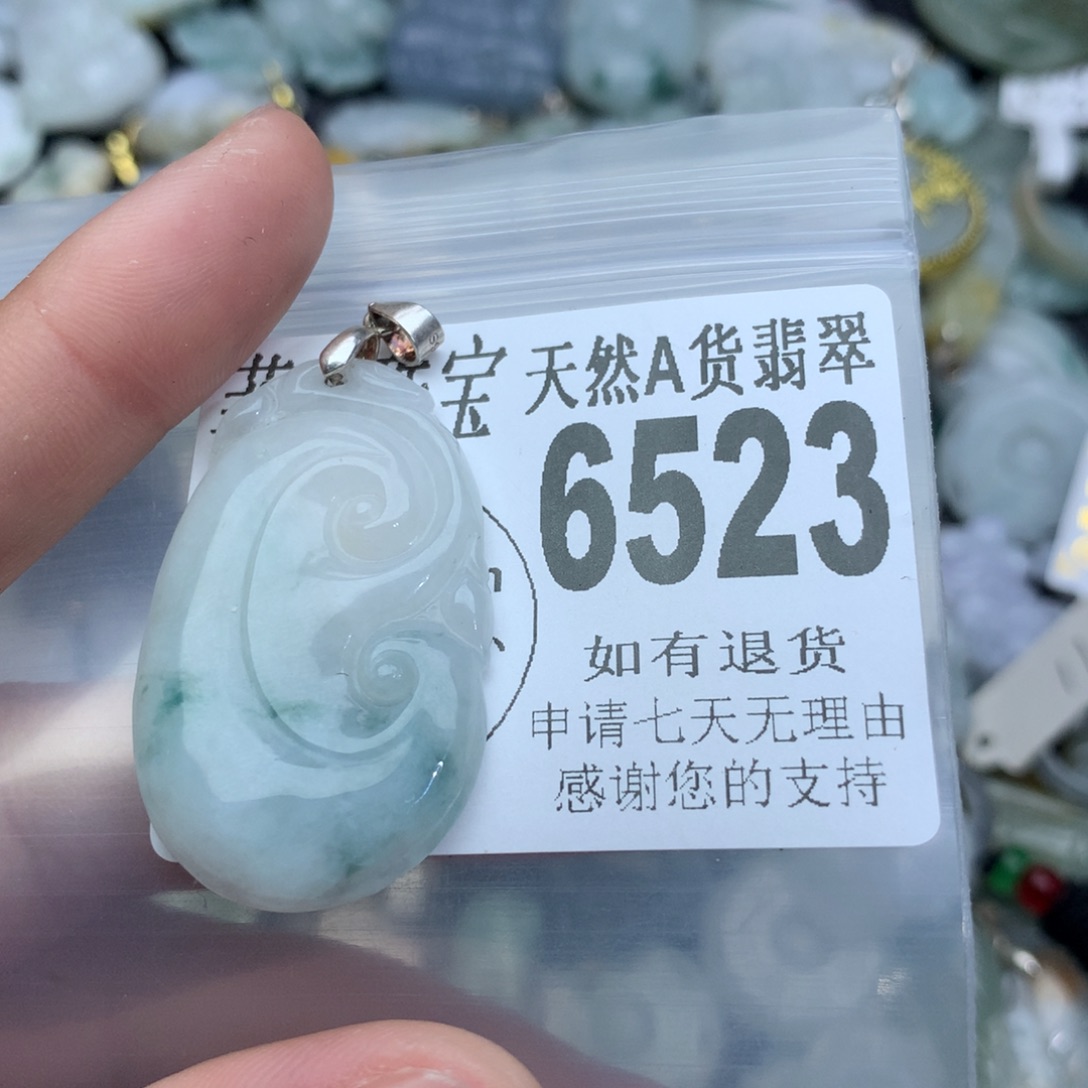 宝 天然A货翡翠
6523
如有退货
申请七天无理由
感谢您的支持